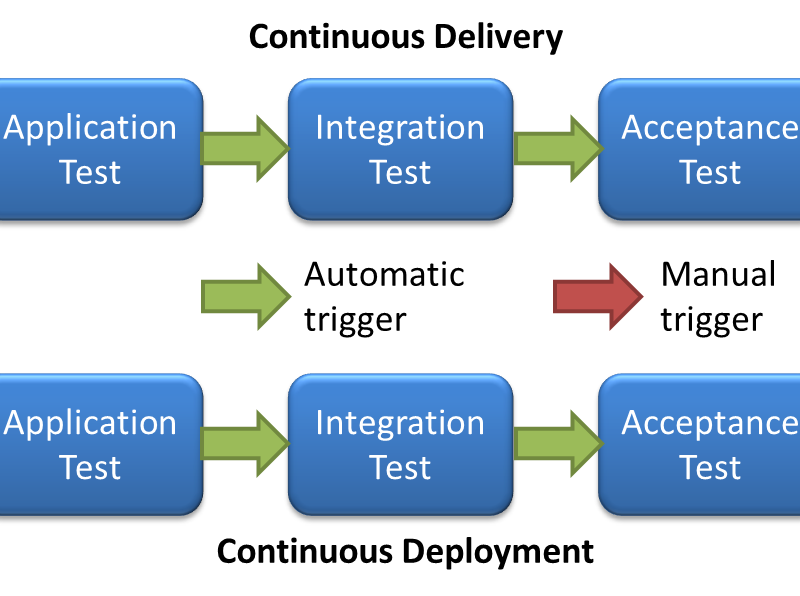 Continuous Delivery
Application
Test
Integration
Test
Acceptance
Test
Automatic
trigger
Manual
trigger
Application
Test
Integration
Test
Acceptance
Test
Continuous Deployment